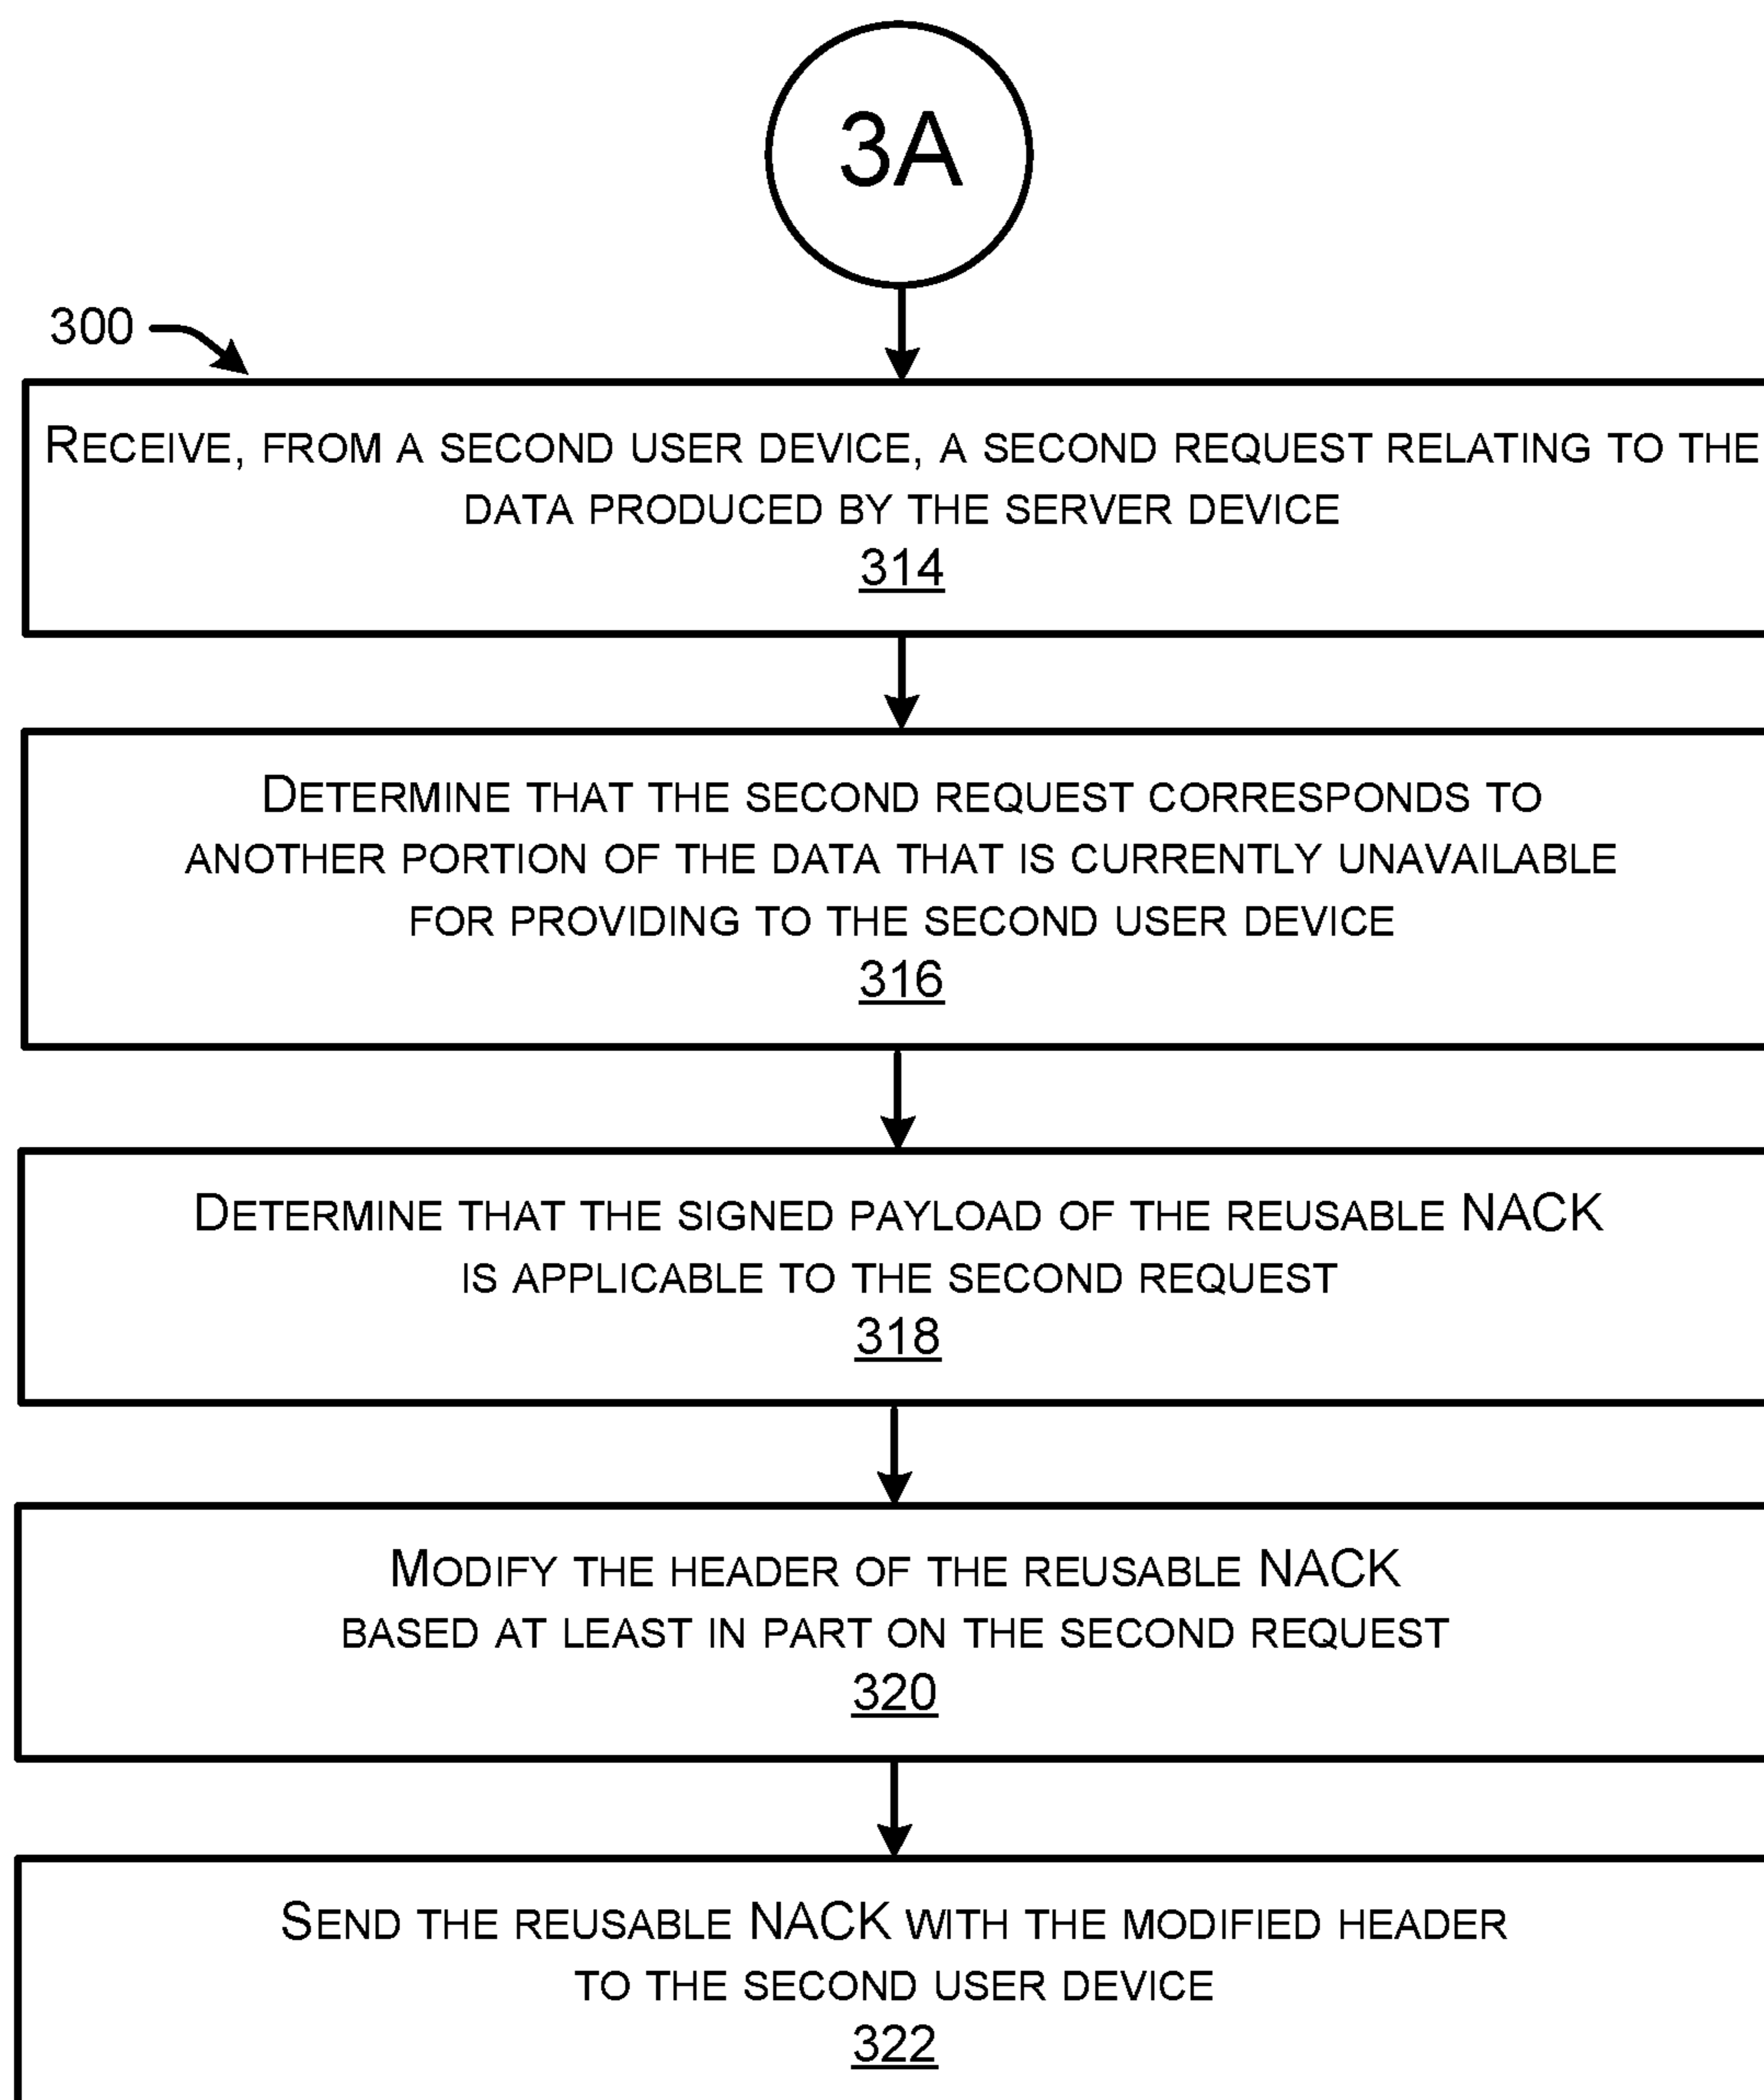 3A
300
RECEIVE, FROM A SECOND USER DEVICE, A SECOND REQUEST RELATING TO THE
DATA PRODUCED BY THE SERVER DEVICE
314
DETERMINE THAT THE SECOND REQUEST CORRESPONDS TO
ANOTHER PORTION OF THE DATA THAT IS CURRENTLY UNAVAILABLE
FOR PROVIDING TO THE SECOND USER DEVICE
316
DETERMINE THAT THE SIGNED PAYLOAD OF THE REUSABLE NACK
IS APPLICABLE TO THE SECOND REQUEST
318
MODIFY THE HEADER OF THE REUSABLE NACK
BASED AT LEAST IN PART ON THE SECOND REQUEST
320
SEND THE REUSABLE NACK WITH THE MODIFIED HEADER
TO THE SECOND USER DEVICE
322